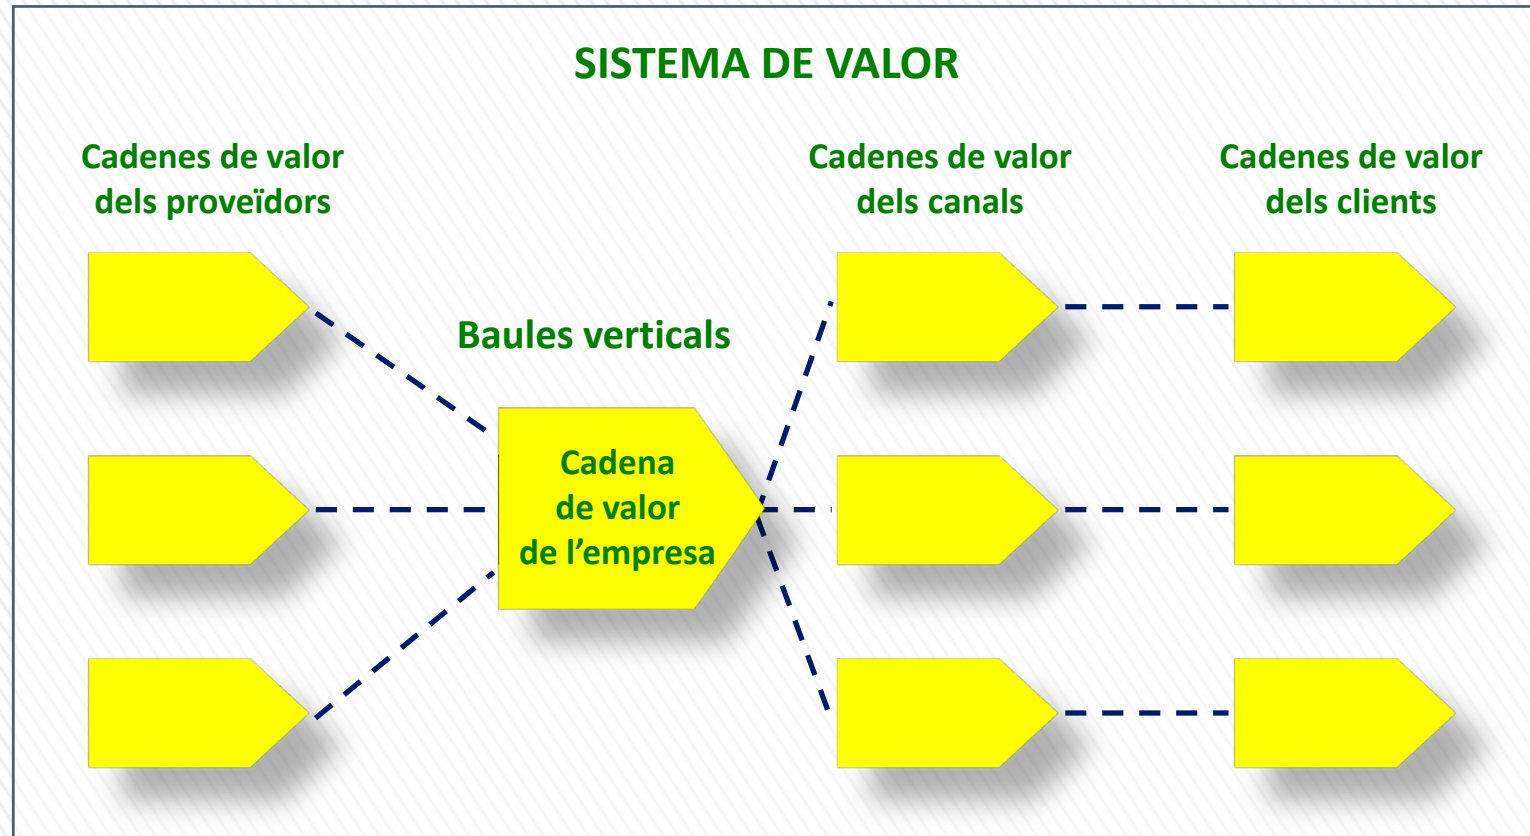 SISTEMA DE VALOR
Cadenes de valor
dels proveïdors
Cadenes de valor
dels canals
Cadenes de valor
dels clients
Baules verticals
Cadena
de valor
de l’empresa